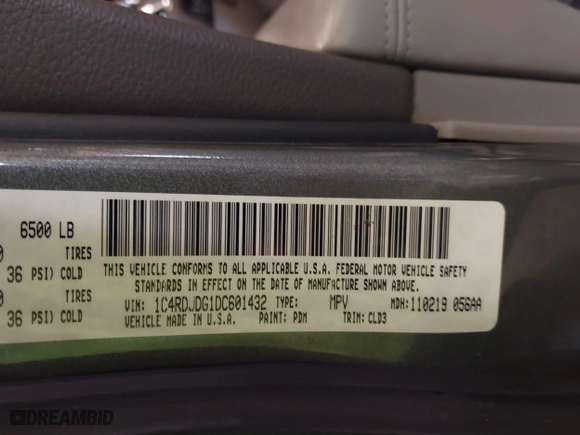 6500 LB
0 TIRES
36 PSI) COLD
0 TIRES
36 PSI) COLD
THIS VEHICLE CONFORMS TO ALL APPLICABLE U.S.A. FEDERAL MOTOR VEHICLE SAFETY
STANDARDS IN EFFECT ON THE DATE OF MANUFACTURE SHOWN ABOVE.
VIN: 1C4RDJDG1DC601432 TYPE: MPV MDH: 110219 056AA
VEHICLE MADE IN U.S.A. PAINT: PDM TRIM: CLD3
DREAMBID